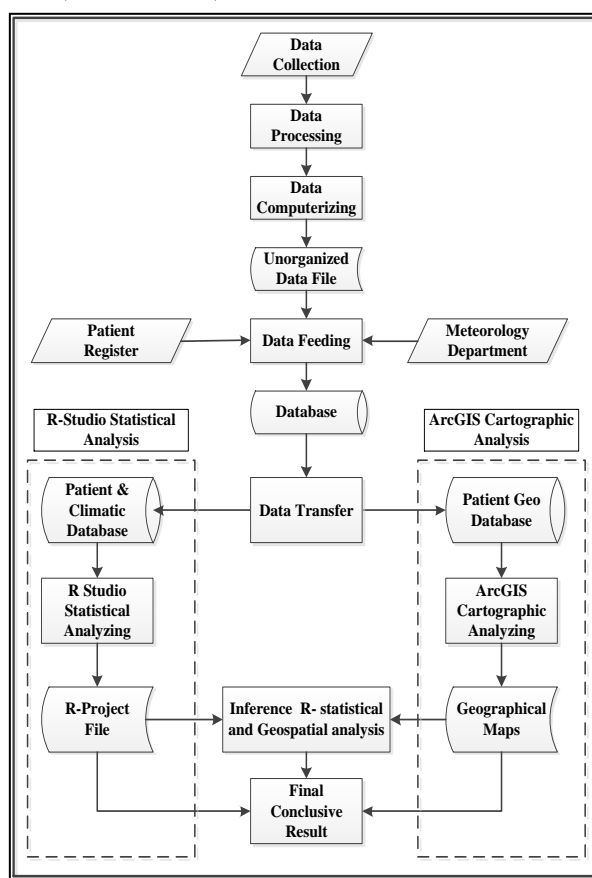 Data
Collection
Data
Processing
Data
Computerizing
Unorganized
Data File
Patient
Register
Data Feeding
Meteorology
Department
Database
R-Studio Statistical
Analysis
ArcGIS Cartographic
Analysis
Patient &
Climatic
Database
Data Transfer
Patient Geo
Database
R Studio
Statistical
Analyzing
ArcGIS
Cartographic
Analyzing
R-Project
File
Inference R- statistical
and Geospatial analysis
Geographical
Maps
Final
Conclusive
Result